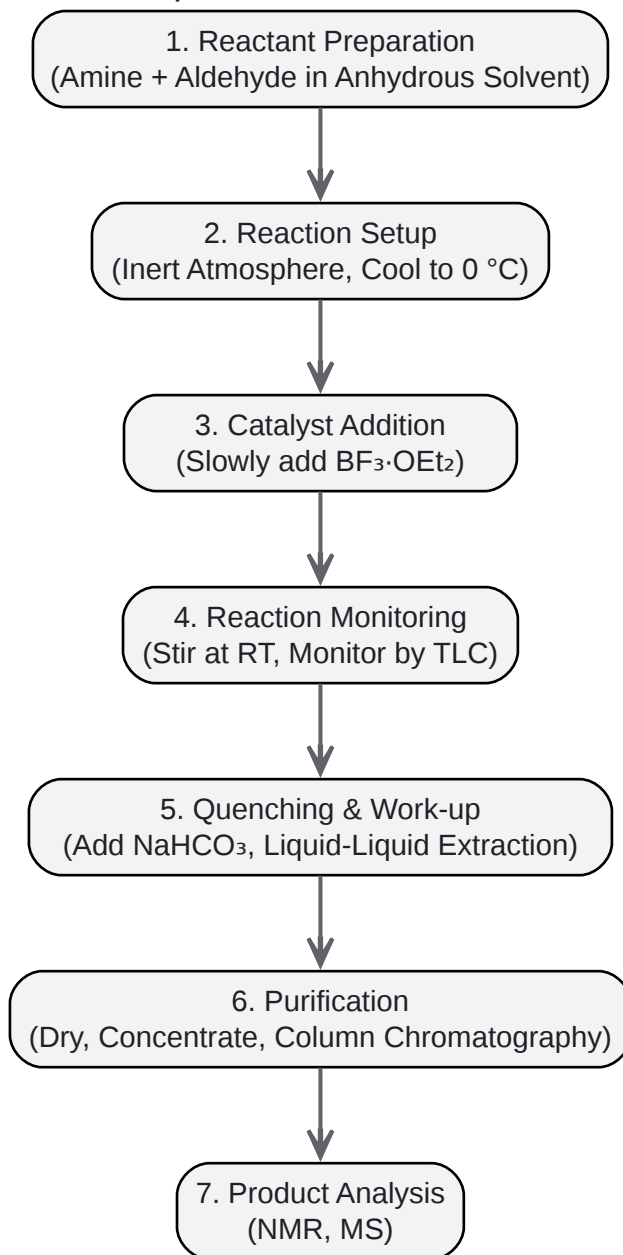 1. Reactant Preparation
(Amine + Aldehyde in Anhydrous Solvent)
2. Reaction Setup
(Inert Atmosphere, Cool to 0 °C)
3. Catalyst Addition
(Slowly add BF₃·OEt₂)
4. Reaction Monitoring
(Stir at RT, Monitor by TLC)
5. Quenching & Work-up
(Add NaHCO₃, Liquid-Liquid Extraction)
6. Purification
(Dry, Concentrate, Column Chromatography)
7. Product Analysis
(NMR, MS)